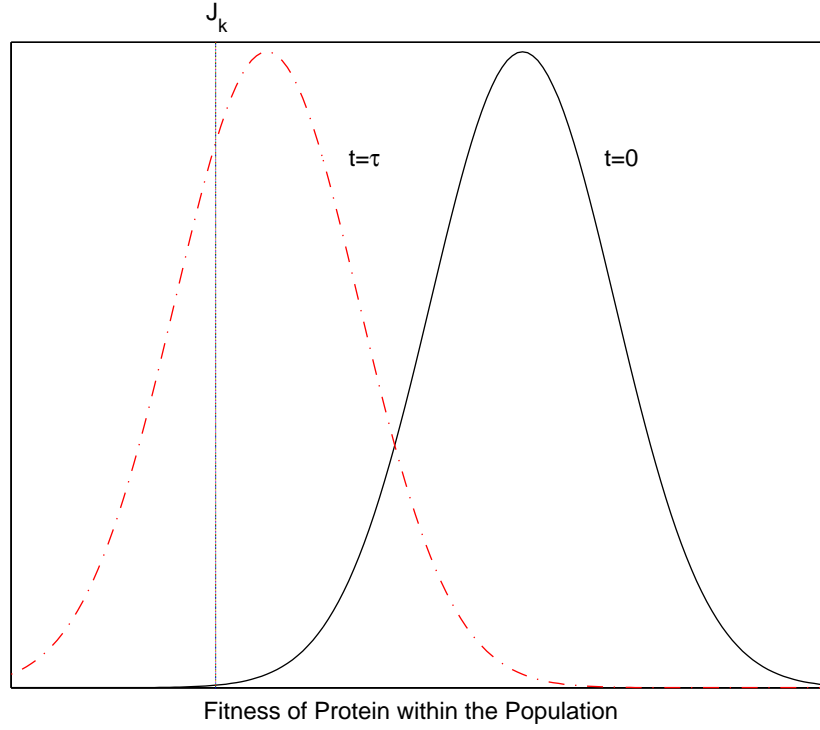 J_k
t=τ
t=0
Fitness of Protein within the Population